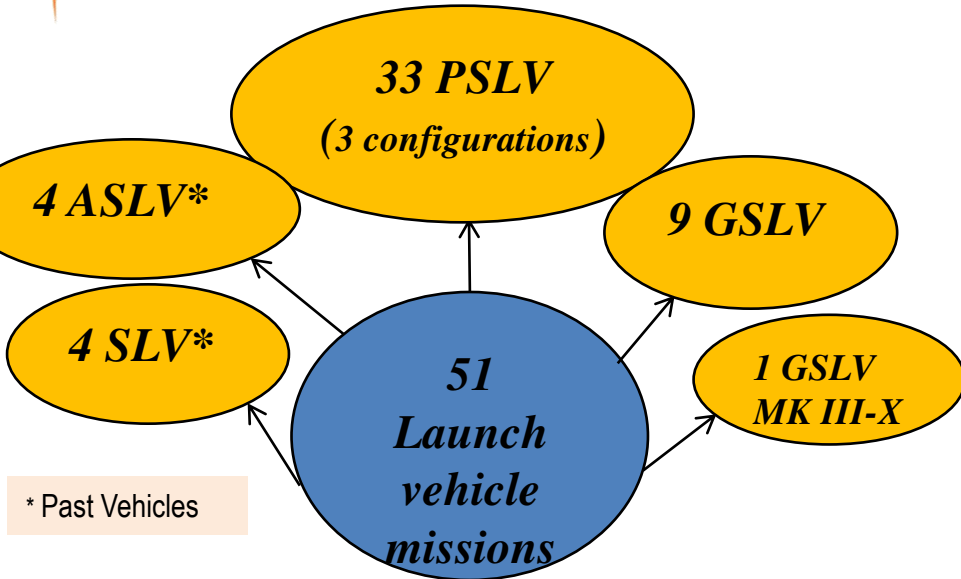 33 PSLV
(3 configurations)
4 ASLV*
9 GSLV
4 SLV*
1 GSLV
MK III-X
51
Launch
vehicle
missions
* Past Vehicles